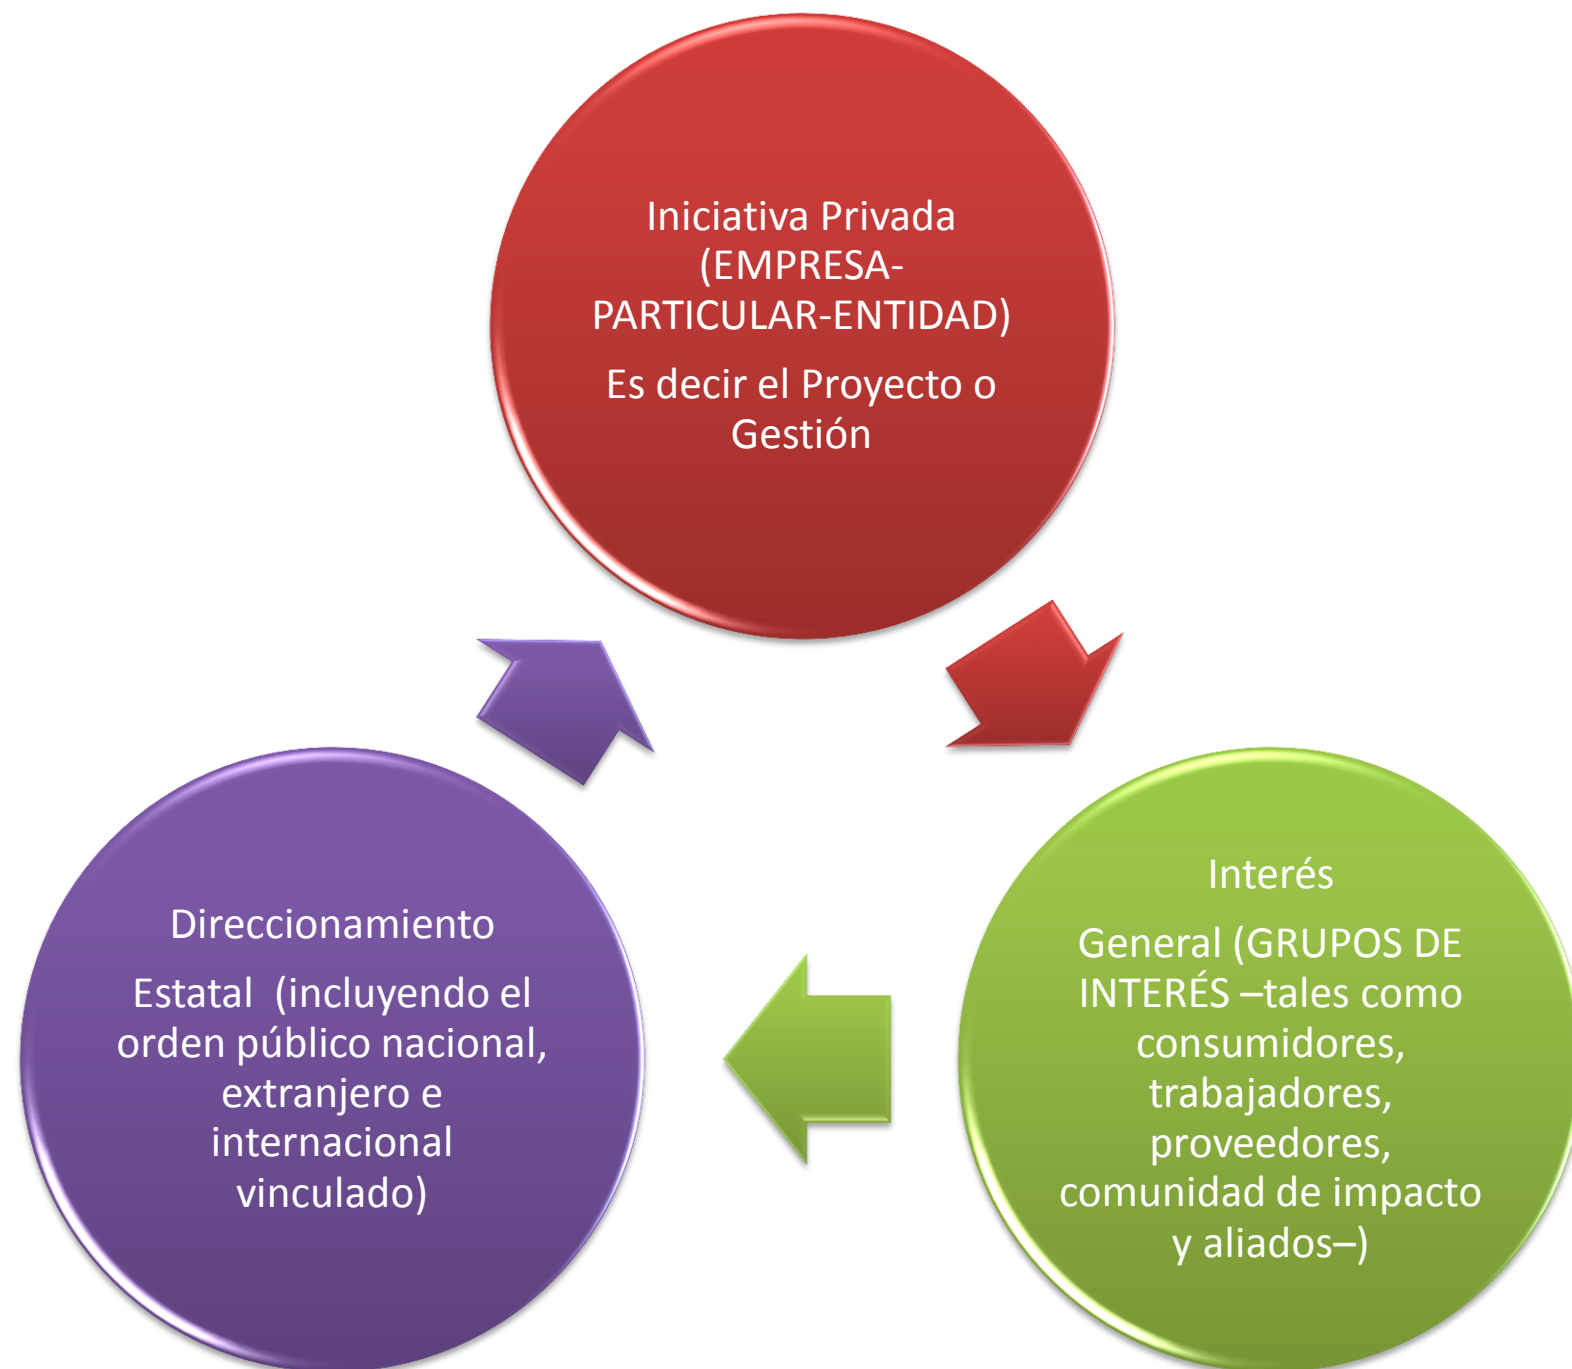 Iniciativa Privada
(EMPRESA-
PARTICULAR-ENTIDAD)
Es decir el Proyecto o
Gestión
Interés
General (GRUPOS DE
INTERÉS –tales como
consumidores,
trabajadores,
proveedores,
comunidad de impacto
y aliados–)
Direccionamiento
Estatal (incluyendo el
orden público nacional,
extranjero e
internacional
vinculado)